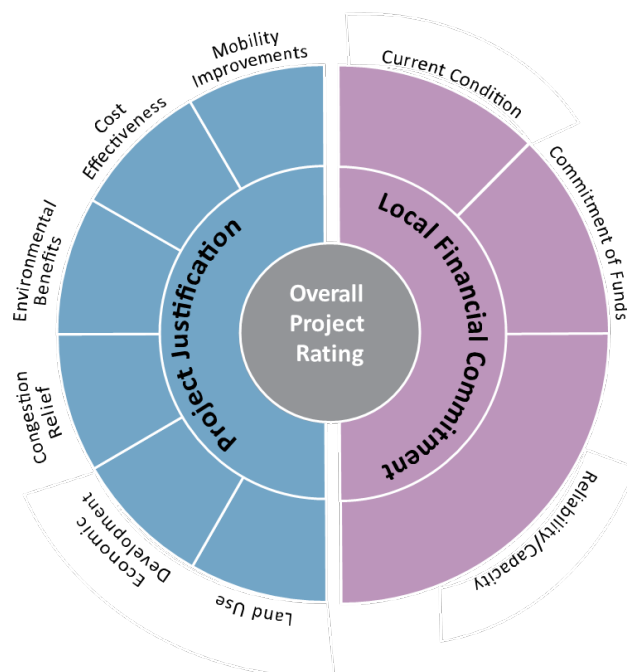 Mobility
Improvements
Cost
Effectiveness
Environmental
Benefits
Congestion
Relief
Economic
Development
Land Use
Project Justification
Overall
Project
Rating
Local Financial Commitment
Current Condition
Commitment of Funds
Reliability/Capacity